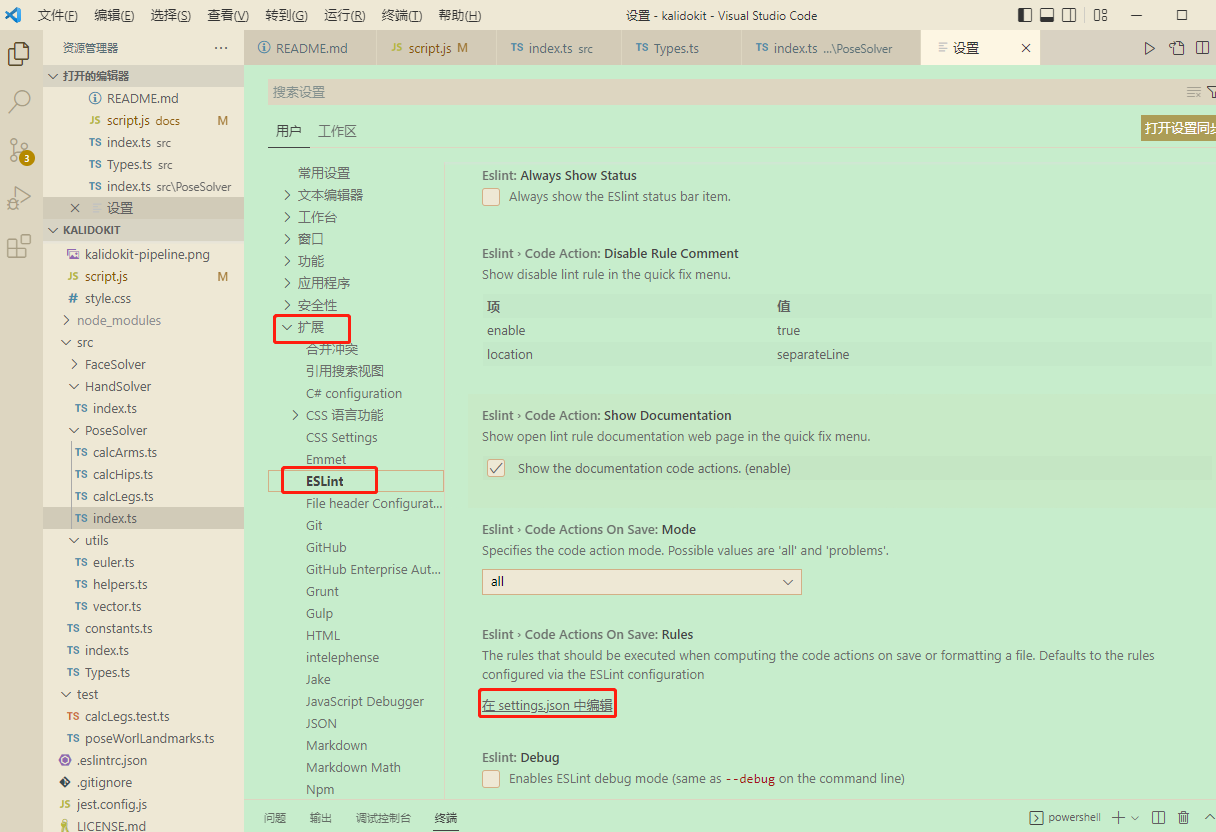 文件(F) 编辑(E) 选择(S) 查看(V) 转到(G) 运行(R) 终端(T) 帮助(H) 设置 - kalidokit - Visual Studio Code
资源管理器 ···
README.md
JS script.js M
TS index.ts src
TS Types.ts
TS index.ts ...\PoseSolver
设置
打开的编辑器
README.md
JS script.js docs M
TS index.ts src
TS Types.ts src
TS index.ts src\PoseSolver
设置
3
KALIDOKIT
kalidokit-pipeline.png
JS script.js M
# style.css
node_modules
src
FaceSolver
HandSolver
TS index.ts
PoseSolver
TS calcArms.ts
TS calcHips.ts
TS calcLegs.ts
TS index.ts
utils
TS euler.ts
TS helpers.ts
TS vector.ts
TS constants.ts
TS index.ts
TS Types.ts
test
TS calcLegs.test.ts
TS poseWorlLandmarks.ts
.eslintrc.json
.gitignore
JS jest.config.js
LICENSE.md
搜索设置
用户 工作区
打开设置同步
常用设置
文本编辑器
工作台
窗口
功能
应用程序
安全性
扩展
合并冲突
引用搜索视图
C# configuration
CSS 语言功能
CSS Settings
Emmet
ESLint
File header Configurat...
Git
GitHub
GitHub Enterprise Aut...
Grunt
Gulp
HTML
intelephense
Jake
JavaScript Debugger
JSON
Markdown
Markdown Math
Npm
Eslint: Always Show Status
Always show the ESlint status bar item.
Eslint › Code Action: Disable Rule Comment
Show disable lint rule in the quick fix menu.
项 值
enable true
location separateLine
Eslint › Code Action: Show Documentation
Show open lint rule documentation web page in the quick fix menu.
Show the documentation code actions. (enable)
Eslint › Code Actions On Save: Mode
Specifies the code action mode. Possible values are 'all' and 'problems'.
all
Eslint › Code Actions On Save: Rules
The rules that should be executed when computing the code actions on save or formatting a file. Defaults to the rules
configured via the ESLint configuration
在 settings.json 中编辑
Eslint: Debug
Enables ESLint debug mode (same as --debug on the command line)
问题 输出 调试控制台 终端
powershell